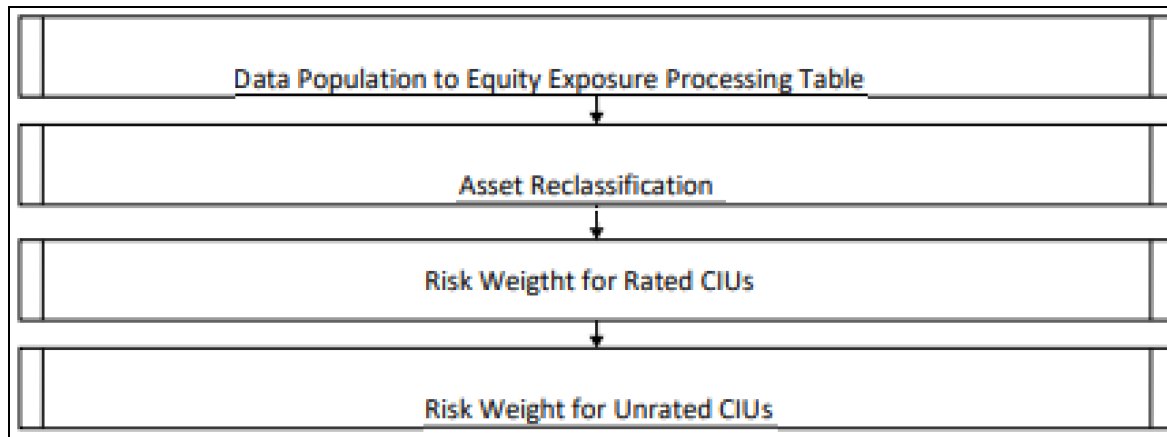 Data Population to Equity Exposure Processing Table
Asset Reclassification
Risk Weigtht for Rated CIUs
Risk Weight for Unrated CIUs